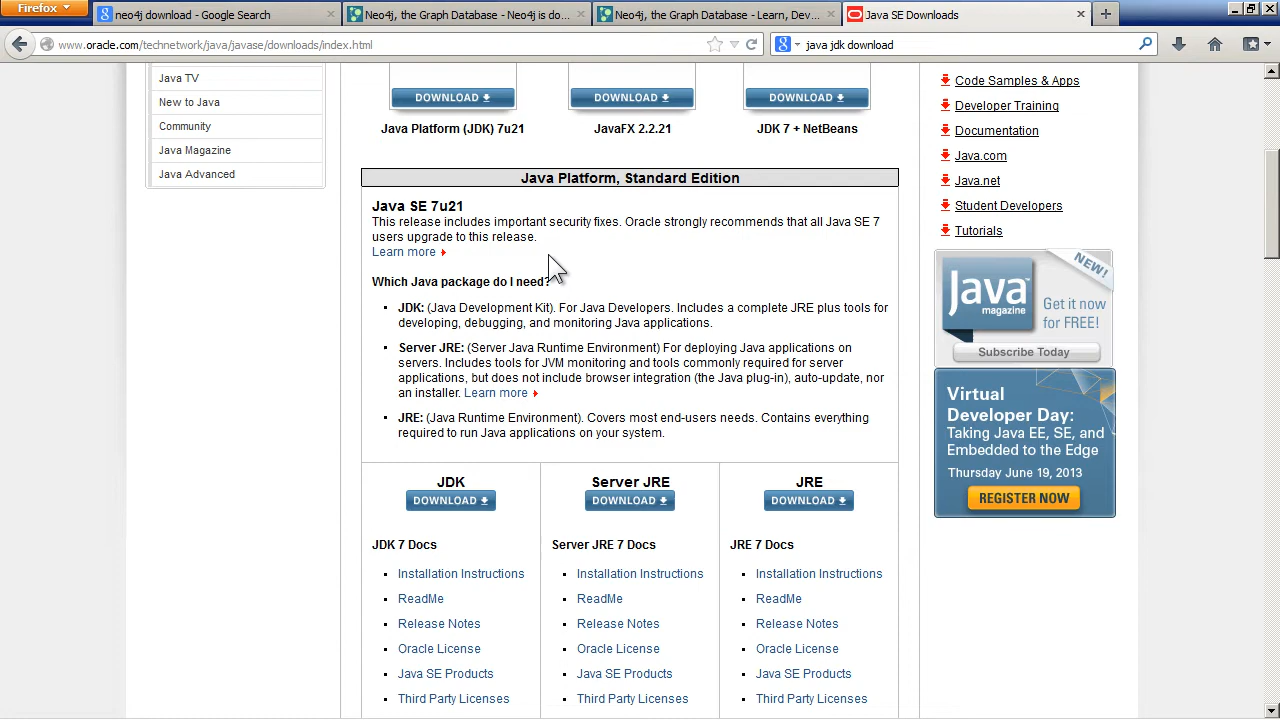 Firefox
neo4j download - Google Search
Neo4j, the Graph Database - Neo4j is do...
Neo4j, the Graph Database - Learn, Dev...
Java SE Downloads
www.oracle.com/technetwork/java/javase/downloads/index.html
java jdk download
Java TV
New to Java
Community
Java Magazine
Java Advanced
DOWNLOAD
DOWNLOAD
DOWNLOAD
Java Platform (JDK) 7u21
JavaFX 2.2.21
JDK 7 + NetBeans
Java Platform, Standard Edition
Java SE 7u21
This release includes important security fixes. Oracle strongly recommends that all Java SE 7
users upgrade to this release.
Learn more
Which Java package do I need?
JDK: (Java Development Kit). For Java Developers. Includes a complete JRE plus tools for
developing, debugging, and monitoring Java applications.
Server JRE: (Server Java Runtime Environment) For deploying Java applications on
servers. Includes tools for JVM monitoring and tools commonly required for server
applications, but does not include browser integration (the Java plug-in), auto-update, nor
an installer. Learn more
JRE: (Java Runtime Environment). Covers most end-users needs. Contains everything
required to run Java applications on your system.
JDK
DOWNLOAD
JDK 7 Docs
Installation Instructions
ReadMe
Release Notes
Oracle License
Java SE Products
Third Party Licenses
Server JRE
DOWNLOAD
Server JRE 7 Docs
Installation Instructions
ReadMe
Release Notes
Oracle License
Java SE Products
Third Party Licenses
JRE
DOWNLOAD
JRE 7 Docs
Installation Instructions
ReadMe
Release Notes
Oracle License
Java SE Products
Third Party Licenses
Code Samples & Apps
Developer Training
Documentation
Java.com
Java.net
Student Developers
Tutorials
NEW!
Java
magazine
Get it now
for FREE!
Subscribe Today
Virtual
Developer Day:
Taking Java EE, SE, and
Embedded to the Edge
Thursday June 19, 2013
REGISTER NOW